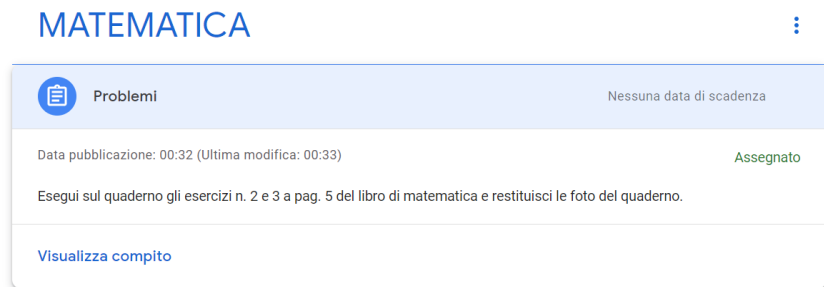 MATEMATICA
Problemi
Nessuna data di scadenza
Data pubblicazione: 00:32 (Ultima modifica: 00:33)
Assegnato
Esegui sul quaderno gli esercizi n. 2 e 3 a pag. 5 del libro di matematica e restituisci le foto del quaderno.
Visualizza compito